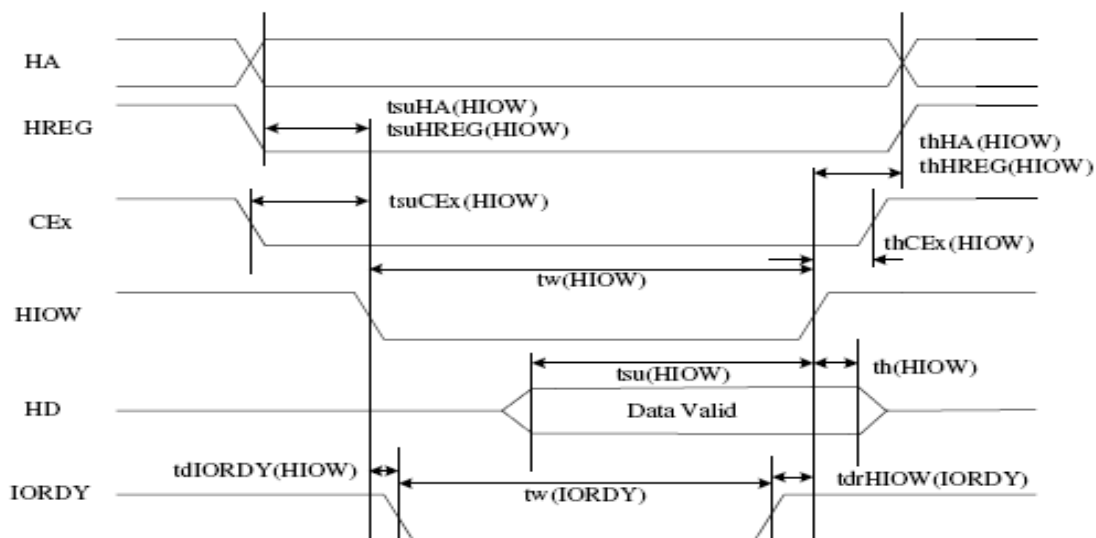 HA
tsuHA(HIOW)
HREG
tsuHREG(HIOW)
thHA(HIOW)
thHREG(HIOW)
CEx
tsuCEx(HIOW)
thCEx(HIOW)
tw(HIOW)
HIOW
tsu(HIOW)
th(HIOW)
HD
Data Valid
tdIORDY(HIOW)
IORDY
tw(IORDY)
tdrHIOW(IORDY)